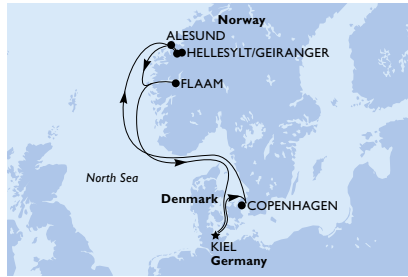 Norway
ALESUND
HELLESYLT/GEIRANGER
FLAAM
North Sea
Denmark
COPENHAGEN
KIEL
Germany